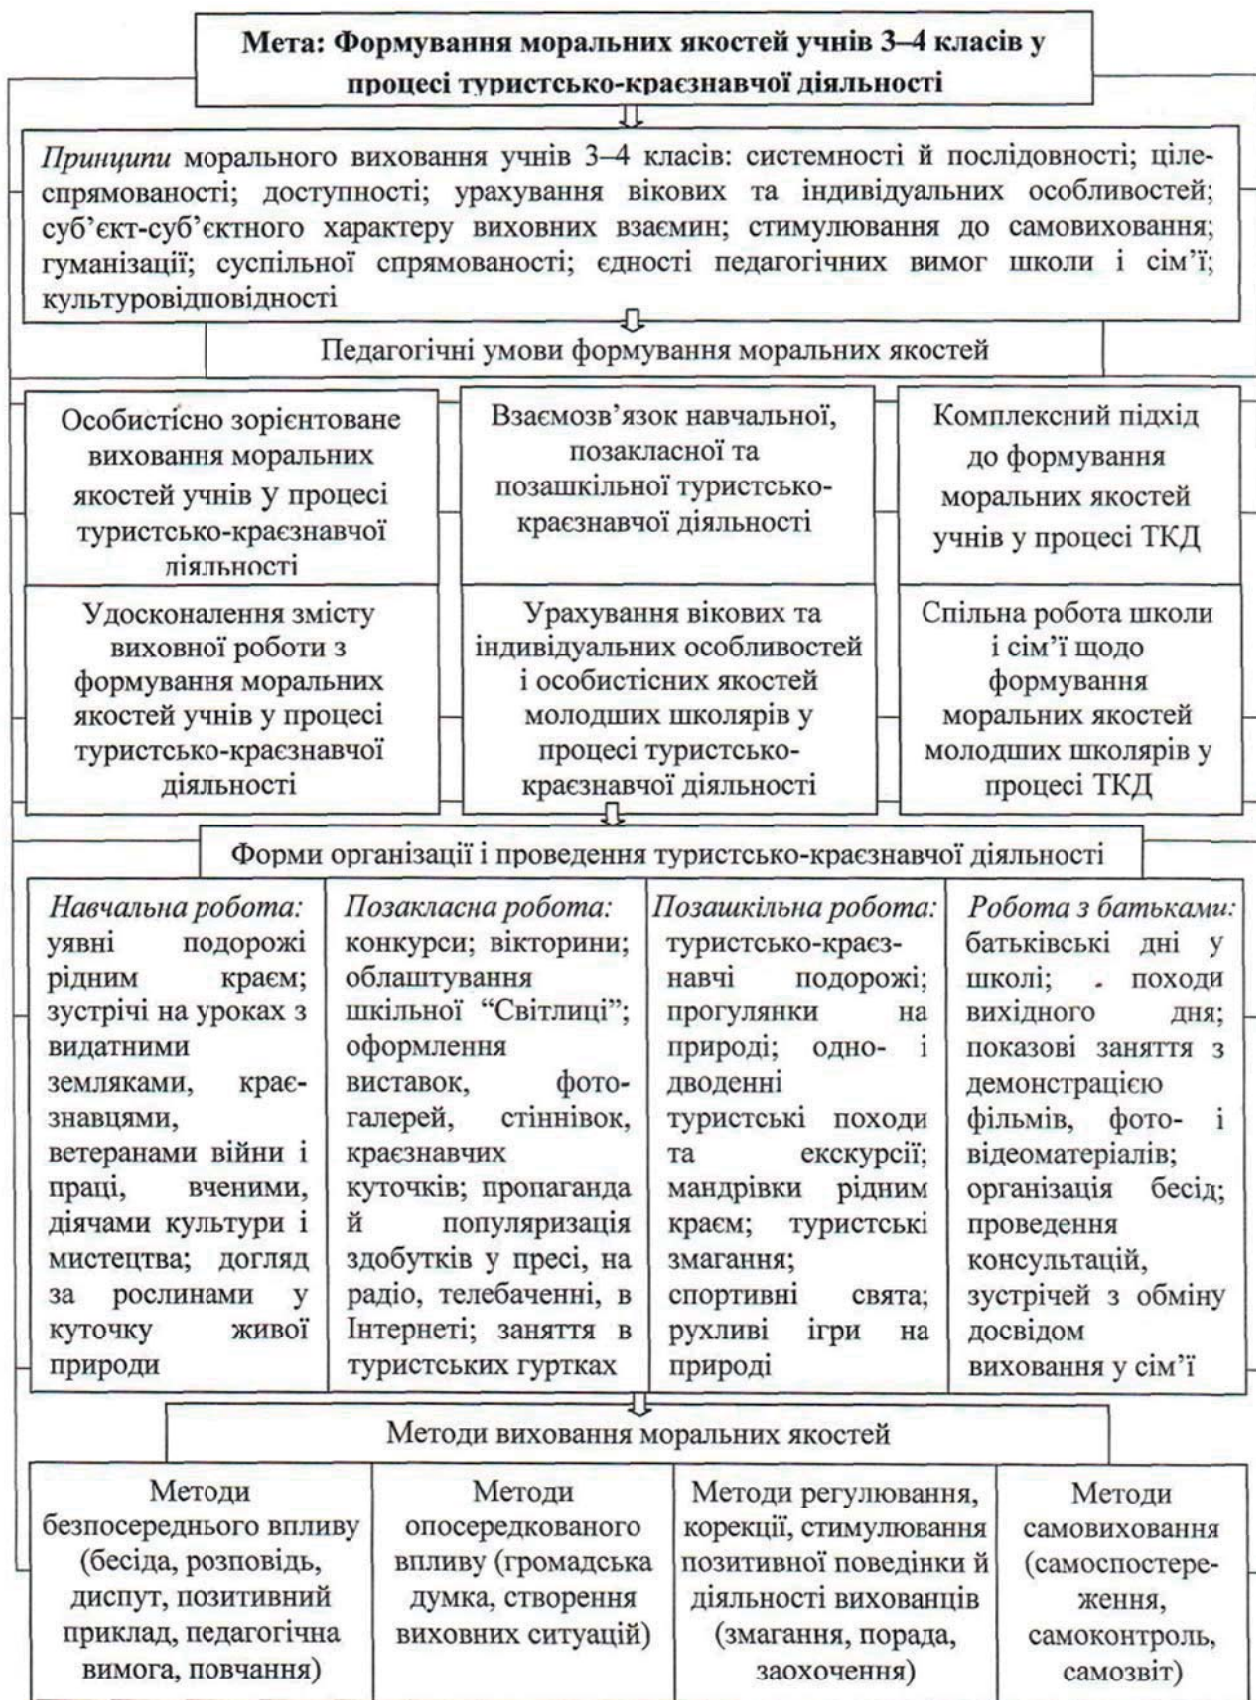 Мета: Формування моральних якостей учнів 3–4 класів у
процесі туристсько-краєзнавчої діяльності
Принципи морального виховання учнів 3–4 класів: системності й послідовності; ціле-
спрямованості; доступності; урахування вікових та індивідуальних особливостей;
суб’єкт-суб’єктного характеру виховних взаємин; стимулювання до самовиховання;
гуманізації; суспільної спрямованості; єдності педагогічних вимог школи і сім’ї;
культуровідповідності
Педагогічні умови формування моральних якостей
Особистісно зорієнтоване
виховання моральних
якостей учнів у процесі
туристсько-краєзнавчої
діяльності
Взаємозв’язок навчальної,
позакласної та
позашкільної туристсько-
краєзнавчої діяльності
Комплексний підхід
до формування
моральних якостей
учнів у процесі ТКД
Удосконалення змісту
виховної роботи з
формування моральних
якостей учнів у процесі
туристсько-краєзнавчої
діяльності
Урахування вікових та
індивідуальних особливостей
і особистісних якостей
молодших школярів у
процесі туристсько-
краєзнавчої діяльності
Спільна робота школи
і сім’ї щодо
формування
моральних якостей
молодших школярів у
процесі ТКД
Форми організації і проведення туристсько-краєзнавчої діяльності
Навчальна робота:
уявні подорожі
рідним краєм;
зустрічі на уроках з
видатними
земляками, крає-
знавцями,
ветеранами війни і
праці, вченими,
діячами культури і
мистецтва; догляд
за рослинами у
куточку живої
природи
Позакласна робота:
конкурси; вікторини;
облаштування
шкільної “Світлиці”;
оформлення
виставок, фото-
галерей, стіннівок,
краєзнавчих
куточків; пропаганда
й популяризація
здобутків у пресі, на
радіо, телебаченні, в
Інтернеті; заняття в
туристських гуртках
Позашкільна робота:
туристсько-краєз-
навчі подорожі;
прогулянки на
природі; одно- і
дводенні
туристські походи
та екскурсії;
мандрівки рідним
краєм; туристські
змагання;
спортивні свята;
рухливі ігри на
природі
Робота з батьками:
батьківські дні у
школі; походи
вихідного дня;
показові заняття з
демонстрацією
фільмів, фото- і
відеоматеріалів;
організація бесід;
проведення
консультацій,
зустрічей з обміну
досвідом
виховання у сім’ї
Методи виховання моральних якостей
Методи
безпосереднього впливу
(бесіда, розповідь,
диспут, позитивний
приклад, педагогічна
вимога, повчання)
Методи
опосередкованого
впливу (громадська
думка, створення
виховних ситуацій)
Методи регулювання,
корекції, стимулювання
позитивної поведінки й
діяльності вихованців
(змагання, порада,
заохочення)
Методи
самовиховання
(самоспостере-
ження,
самоконтроль,
самозвіт)